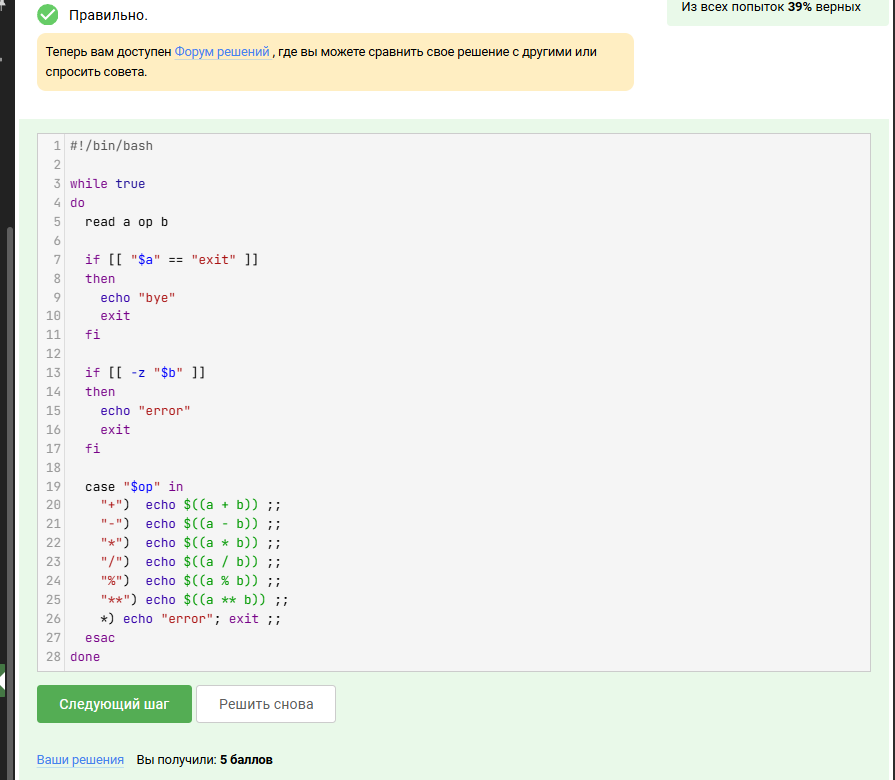 Правильно.
Из всех попыток 39% верных
Теперь вам доступен Форум решений , где вы можете сравнить свое решение с другими или
спросить совета.
1 #!/bin/bash
2
3 while true
4 do
5   read a op b
6
7   if [[ "$a" == "exit" ]]
8   then
9     echo "bye"
10     exit
11   fi
12
13   if [[ -z "$b" ]]
14   then
15     echo "error"
16     exit
17   fi
18
19   case "$op" in
20     "+")  echo $((a + b)) ;;
21     "-")  echo $((a - b)) ;;
22     "*")  echo $((a * b)) ;;
23     "/")  echo $((a / b)) ;;
24     "%")  echo $((a % b)) ;;
25     "**") echo $((a ** b)) ;;
26     *) echo "error"; exit ;;
27   esac
28 done
Следующий шаг Решить снова
Ваши решения Вы получили: 5 баллов